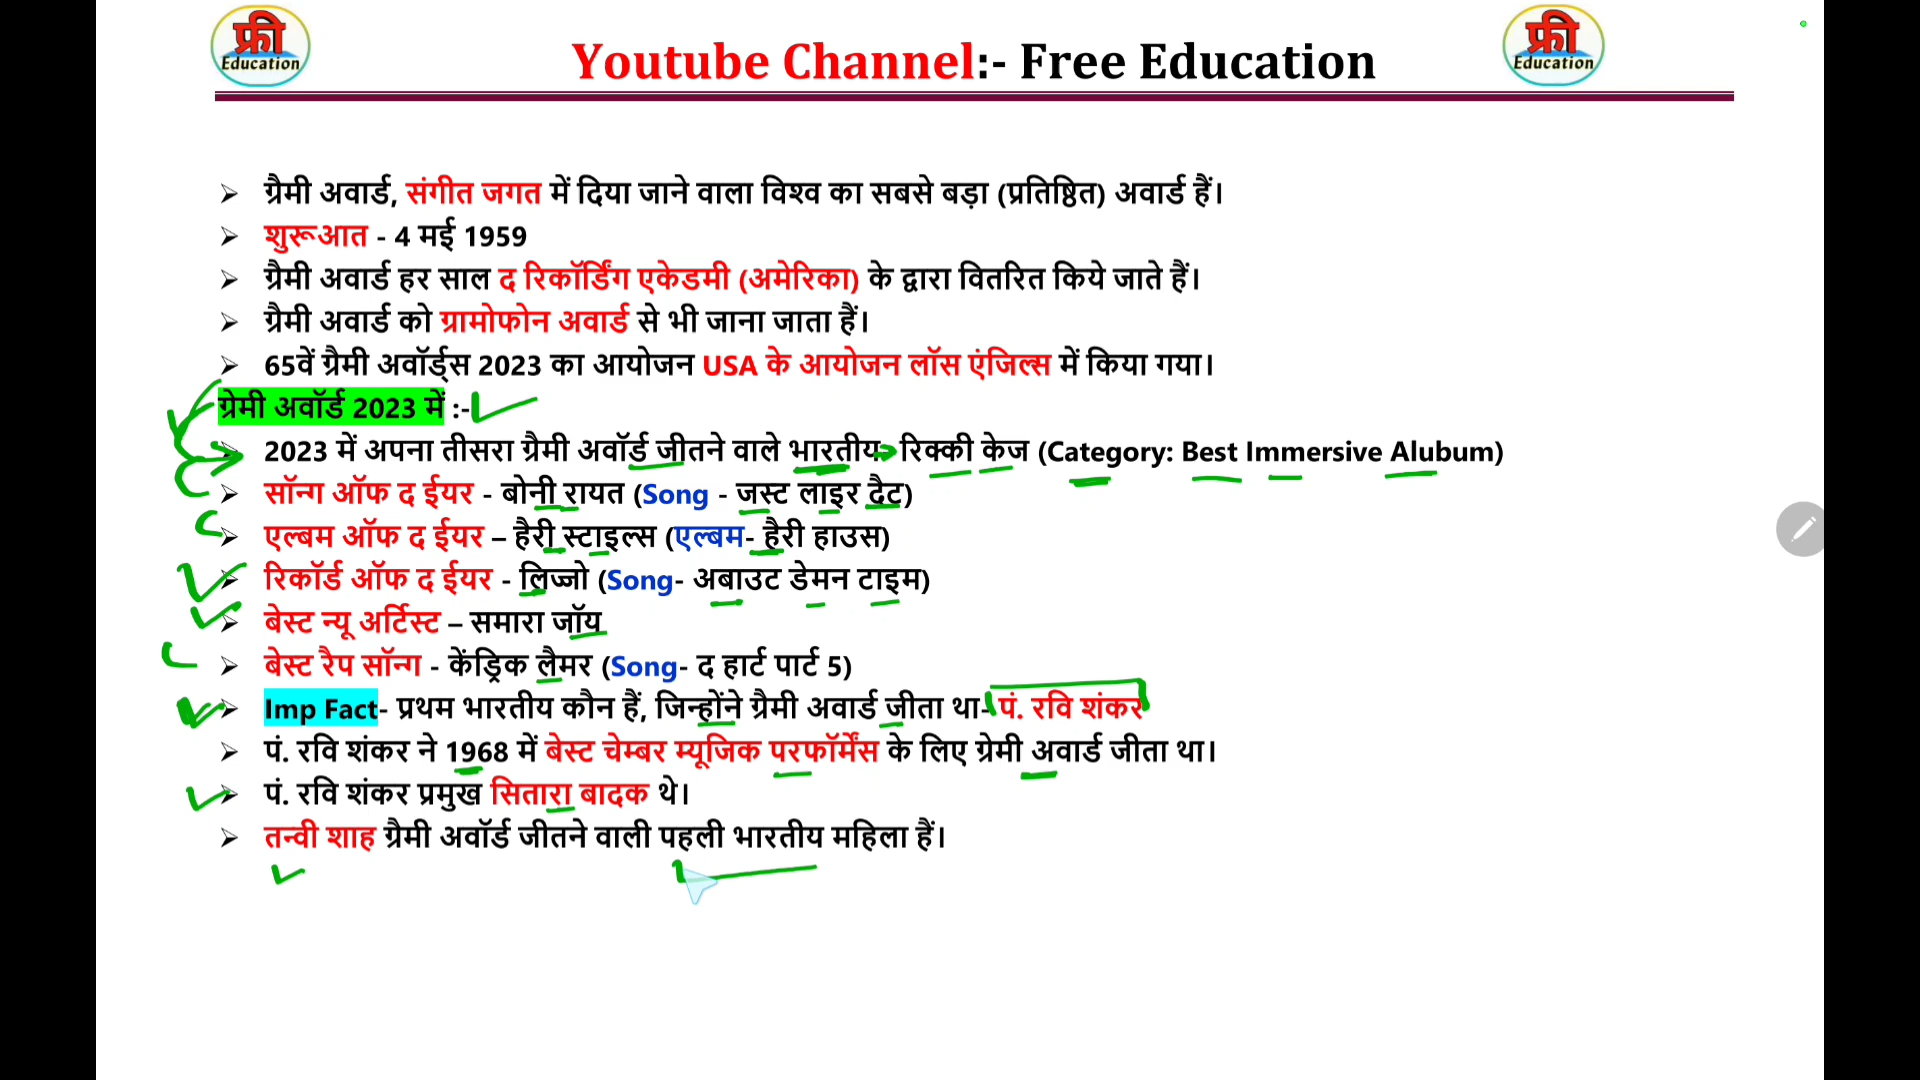 फ्री
Education
Youtube Channel:- Free Education
फ्री
Education
ग्रैमी अवार्ड, संगीत जगत में दिया जाने वाला विश्व का सबसे बड़ा (प्रतिष्ठित) अवार्ड हैं।
शुरूआत - 4 मई 1959
ग्रैमी अवार्ड हर साल द रिकॉर्डिंग एकेडमी (अमेरिका) के द्वारा वितरित किये जाते हैं।
ग्रैमी अवार्ड को ग्रामोफोन अवार्ड से भी जाना जाता हैं।
65वें ग्रैमी अवॉर्ड्स 2023 का आयोजन USA के आयोजन लॉस एंजिल्स में किया गया।
ग्रेमी अवॉर्ड 2023 में :-
2023 में अपना तीसरा ग्रैमी अवॉर्ड जीतने वाले भारतीय- रिक्की केज (Category: Best Immersive Alubum)
सॉन्ग ऑफ द ईयर - बोनी रायत (Song - जस्ट लाइर दैट)
एल्बम ऑफ द ईयर – हैरी स्टाइल्स (एल्बम- हैरी हाउस)
रिकॉर्ड ऑफ द ईयर - लिज्जो (Song- अबाउट डेमन टाइम)
बेस्ट न्यू अर्टिस्ट – समारा जॉय
बेस्ट रैप सॉन्ग - केंड्रिक लैमर (Song- द हार्ट पार्ट 5)
Imp Fact- प्रथम भारतीय कौन हैं, जिन्होंने ग्रैमी अवार्ड जीता था- पं. रवि शंकर
पं. रवि शंकर ने 1968 में बेस्ट चेम्बर म्यूजिक परफॉर्मेंस के लिए ग्रेमी अवार्ड जीता था।
पं. रवि शंकर प्रमुख सितारा बादक थे।
तन्वी शाह ग्रैमी अवॉर्ड जीतने वाली पहली भारतीय महिला हैं।